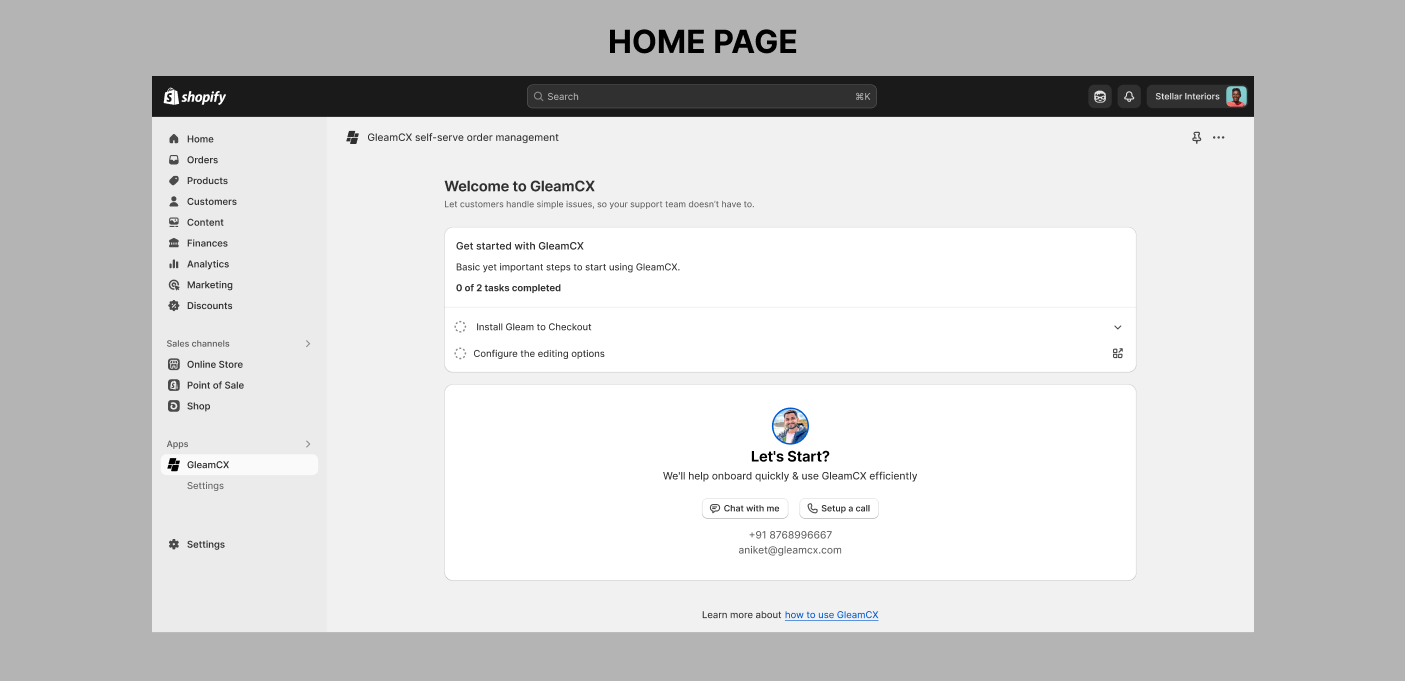 HOME PAGE
shopify
Search
⌘K
Stellar Interiors
Home
Orders
Products
Customers
Content
Finances
Analytics
Marketing
Discounts
Sales channels
Online Store
Point of Sale
Shop
Apps
GleamCX
Settings
Settings
GleamCX self-serve order management
Welcome to GleamCX
Let customers handle simple issues, so your support team doesn't have to.
Get started with GleamCX
Basic yet important steps to start using GleamCX.
0 of 2 tasks completed
Install Gleam to Checkout
Configure the editing options
Let's Start?
We'll help onboard quickly & use GleamCX efficiently
Chat with me
Setup a call
+91 8768996667
aniket@gleamcx.com
Learn more about how to use GleamCX